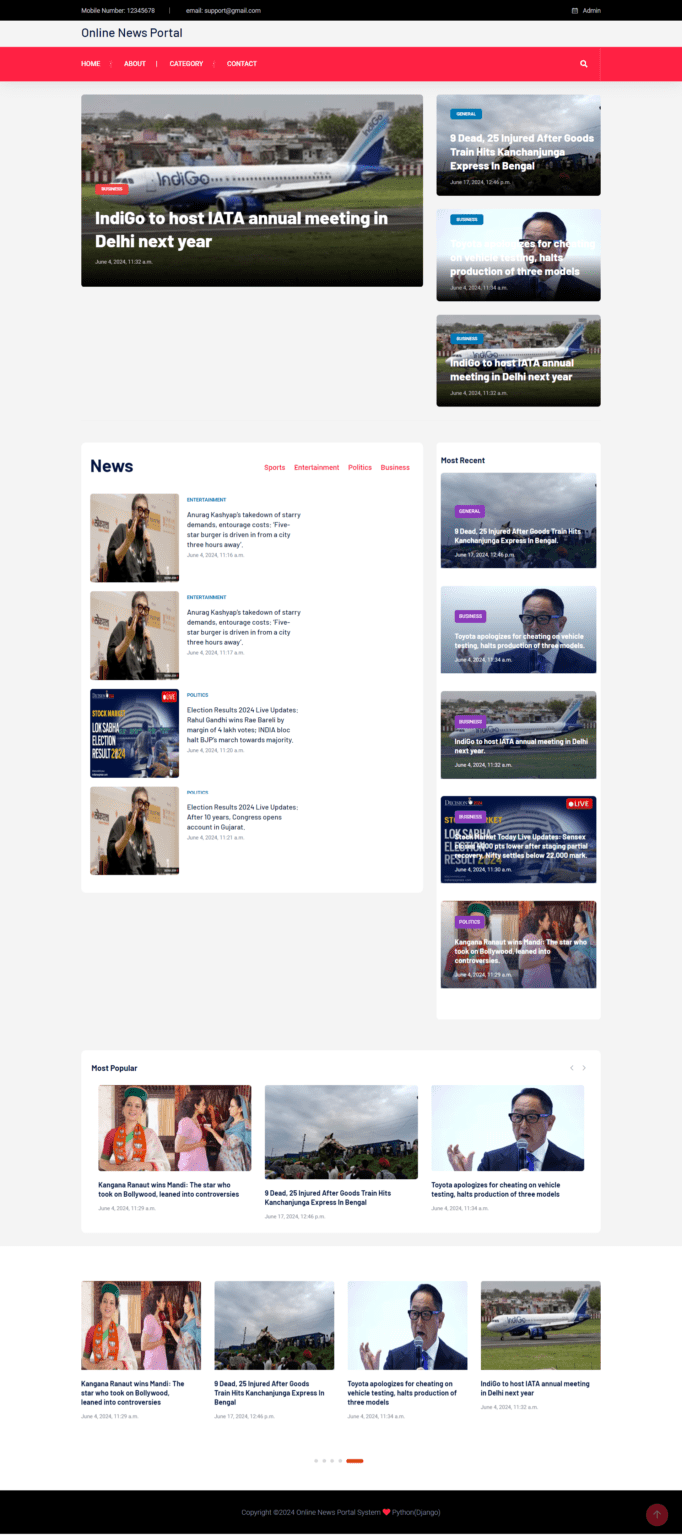 Mobile Number: 12345678 | email: support@gmail.com
Admin
Online News Portal
HOME
ABOUT
CATEGORY
CONTACT
IndiGo
BUSINESS
IndiGo to host IATA annual meeting in
Delhi next year
June 4, 2024, 11:32 a.m.
GENERAL
9 Dead, 25 Injured After Goods
Train Hits Kanchanjunga
Express In Bengal
June 17, 2024, 12:46 p.m.
BUSINESS
Toyota apologizes for cheating
on vehicle testing, halts
production of three models
June 4, 2024, 11:34 a.m.
BUSINESS
IndiGo to host IATA annual
meeting in Delhi next year
June 4, 2024, 11:32 a.m.
News
Sports
Entertainment
Politics
Business
ENTERTAINMENT
Anurag Kashyap's takedown of starry
demands, entourage costs: 'Five-
star burger is driven in from a city
three hours away'.
June 4, 2024, 11:16 a.m.
ENTERTAINMENT
Anurag Kashyap's takedown of starry
demands, entourage costs: 'Five-
star burger is driven in from a city
three hours away'.
June 4, 2024, 11:17 a.m.
LIVE
STOCK MARKET
LOK SABHA
ELECTION
RESULT 2024
POLITICS
Election Results 2024 Live Updates:
Rahul Gandhi wins Rae Bareli by
margin of 4 lakh votes; INDIA bloc
halt BJP's march towards majority.
June 4, 2024, 11:20 a.m.
POLITICS
Election Results 2024 Live Updates:
After 10 years, Congress opens
account in Gujarat.
June 4, 2024, 11:21 a.m.
Most Recent
GENERAL
9 Dead, 25 Injured After Goods Train Hits
Kanchanjunga Express In Bengal.
June 17, 2024, 12:46 p.m.
BUSINESS
Toyota apologizes for cheating on vehicle
testing, halts production of three models.
June 4, 2024, 11:34 a.m.
BUSINESS
IndiGo to host IATA annual meeting in Delhi
next year.
June 4, 2024, 11:32 a.m.
LIVE
BUSINESS
Stock Market Today Live Updates: Sensex
pts lower after staging partial
recovery, Nifty settles below 22,000 mark.
June 4, 2024, 11:30 a.m.
POLITICS
Kangana Ranaut wins Mandi: The star who
took on Bollywood, leaned into
controversies.
June 4, 2024, 11:29 a.m.
Most Popular
Kangana Ranaut wins Mandi: The star who
took on Bollywood, leaned into controversies
June 4, 2024, 11:29 a.m.
9 Dead, 25 Injured After Goods Train Hits
Kanchanjunga Express In Bengal
June 17, 2024, 12:46 p.m.
Toyota apologizes for cheating on vehicle
testing, halts production of three models
June 4, 2024, 11:34 a.m.
Kangana Ranaut wins Mandi: The
star who took on Bollywood,
leaned into controversies
June 4, 2024, 11:29 a.m.
9 Dead, 25 Injured After Goods
Train Hits Kanchanjunga Express In
Bengal
June 17, 2024, 12:46 p.m.
Toyota apologizes for cheating on
vehicle testing, halts production of
three models
June 4, 2024, 11:34 a.m.
IndiGo to host IATA annual meeting
in Delhi next year
June 4, 2024, 11:32 a.m.
Copyright ©2024 Online News Portal System ❤ Python(Django)